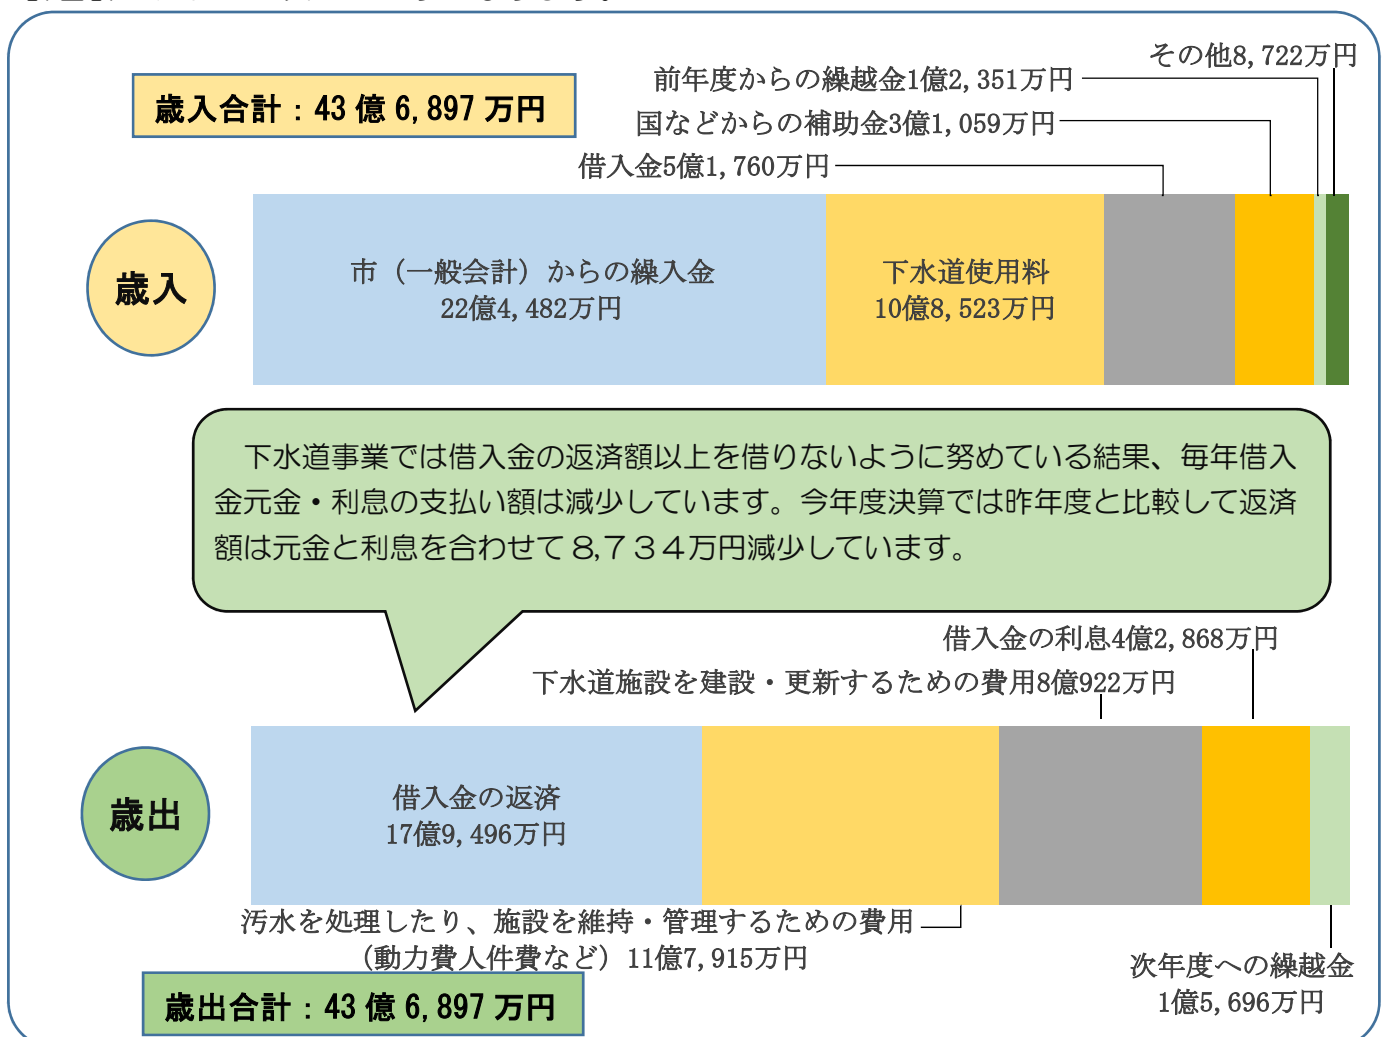 その他8,722万円
前年度からの繰越金1億2,351万円
歳入合計：43億6,897万円
国などからの補助金3億1,059万円
借入金5億1,760万円
歳入
市（一般会計）からの繰入金
22億4,482万円
下水道使用料
10億8,523万円
下水道事業では借入金の返済額以上を借りないように努めている結果、毎年借入
金元金・利息の支払い額は減少しています。今年度決算では昨年度と比較して返済
額は元金と利息を合わせて８,７３４万円減少しています。
借入金の利息4億2,868万円
下水道施設を建設・更新するための費用8億922万円
歳出
借入金の返済
17億9,496万円
汚水を処理したり、施設を維持・管理するための費用
（動力費人件費など）11億7,915万円
次年度への繰越金
1億5,696万円
歳出合計：43億6,897万円